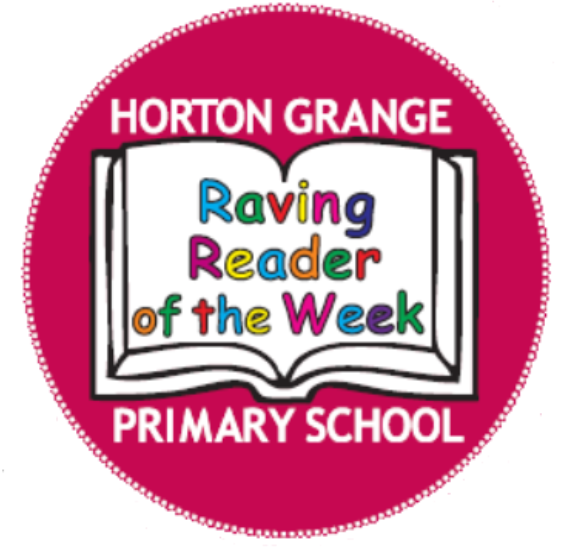 HORTON GRANGE
Raving
Reader
of the Week
PRIMARY SCHOOL